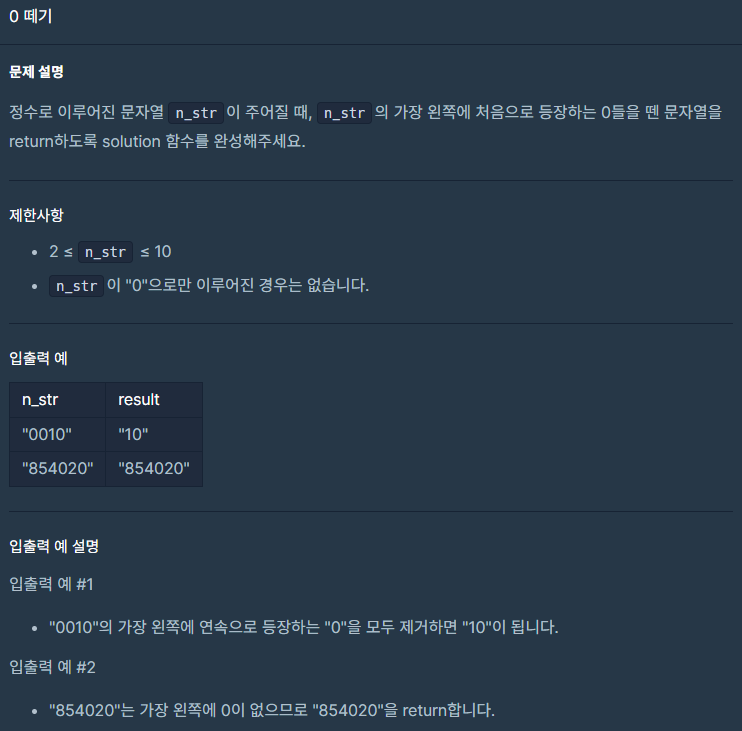 0 떼기
문제 설명
정수로 이루어진 문자열 n_str 이 주어질 때, n_str 의 가장 왼쪽에 처음으로 등장하는 0들을 뗀 문자열을
return하도록 solution 함수를 완성해주세요.
제한사항
• 2 ≤ n_str ≤ 10
• n_str 이 "0"으로만 이루어진 경우는 없습니다.
입출력 예
n_str result
"0010" "10"
"854020" "854020"
입출력 예 설명
입출력 예 #1
• "0010"의 가장 왼쪽에 연속으로 등장하는 "0"을 모두 제거하면 "10"이 됩니다.
입출력 예 #2
• "854020"는 가장 왼쪽에 0이 없으므로 "854020"을 return합니다.